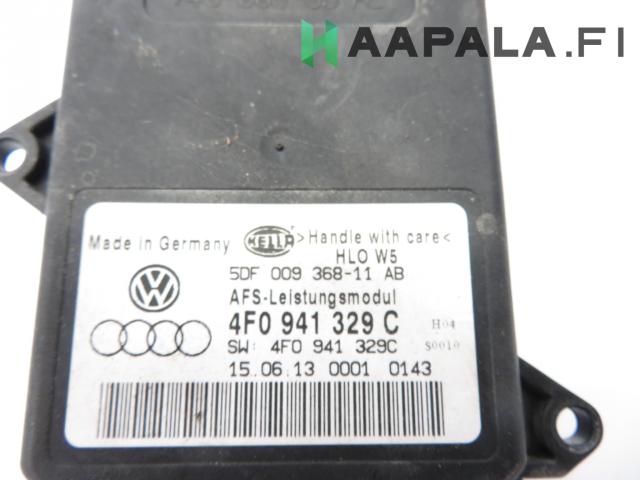 HAAPALA.FI
Made in Germany HELLA >Handle with care<
HLO W5
5DF 009 368-11 AB
AFS-Leistungsmodul
4F0 941 329 C H04
SW: 4F0 941 329C S0010
15.06.13 0001 0143